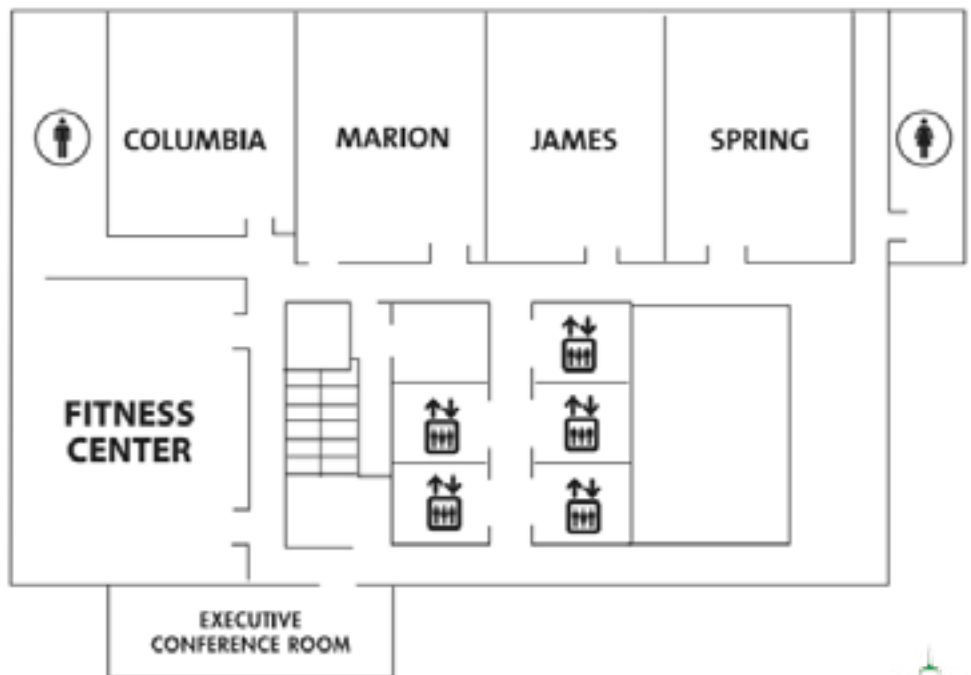 COLUMBIA
MARION
JAMES
SPRING
FITNESS
CENTER
EXECUTIVE
CONFERENCE ROOM